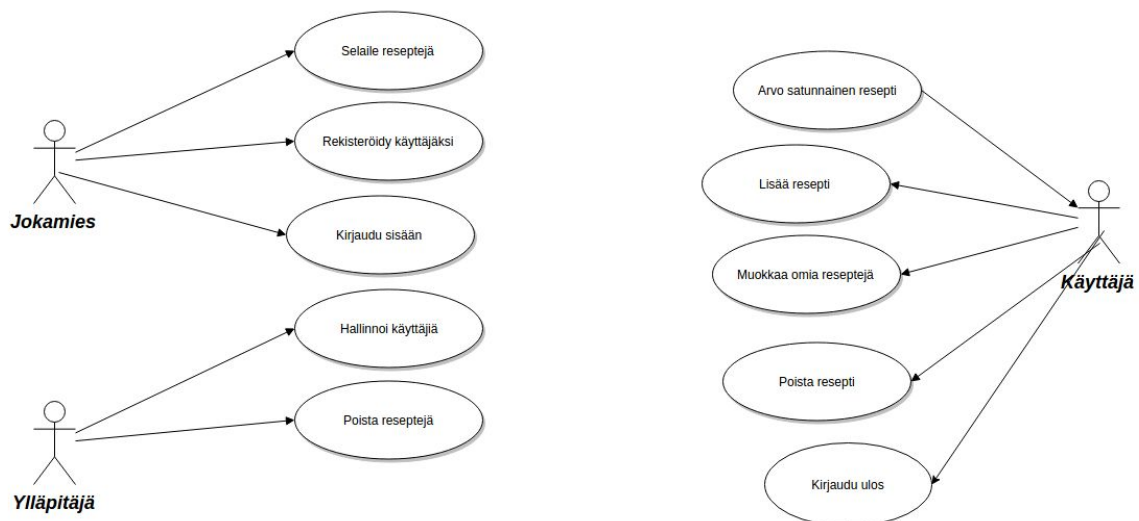 Selaile reseptejä
Rekisteröidy käyttäjäksi
Jokamies
Kirjaudu sisään
Hallinnoi käyttäjiä
Poista reseptejä
Ylläpitäjä
Arvo satunnainen resepti
Lisää resepti
Muokkaa omia reseptejä
Käyttäjä
Poista resepti
Kirjaudu ulos